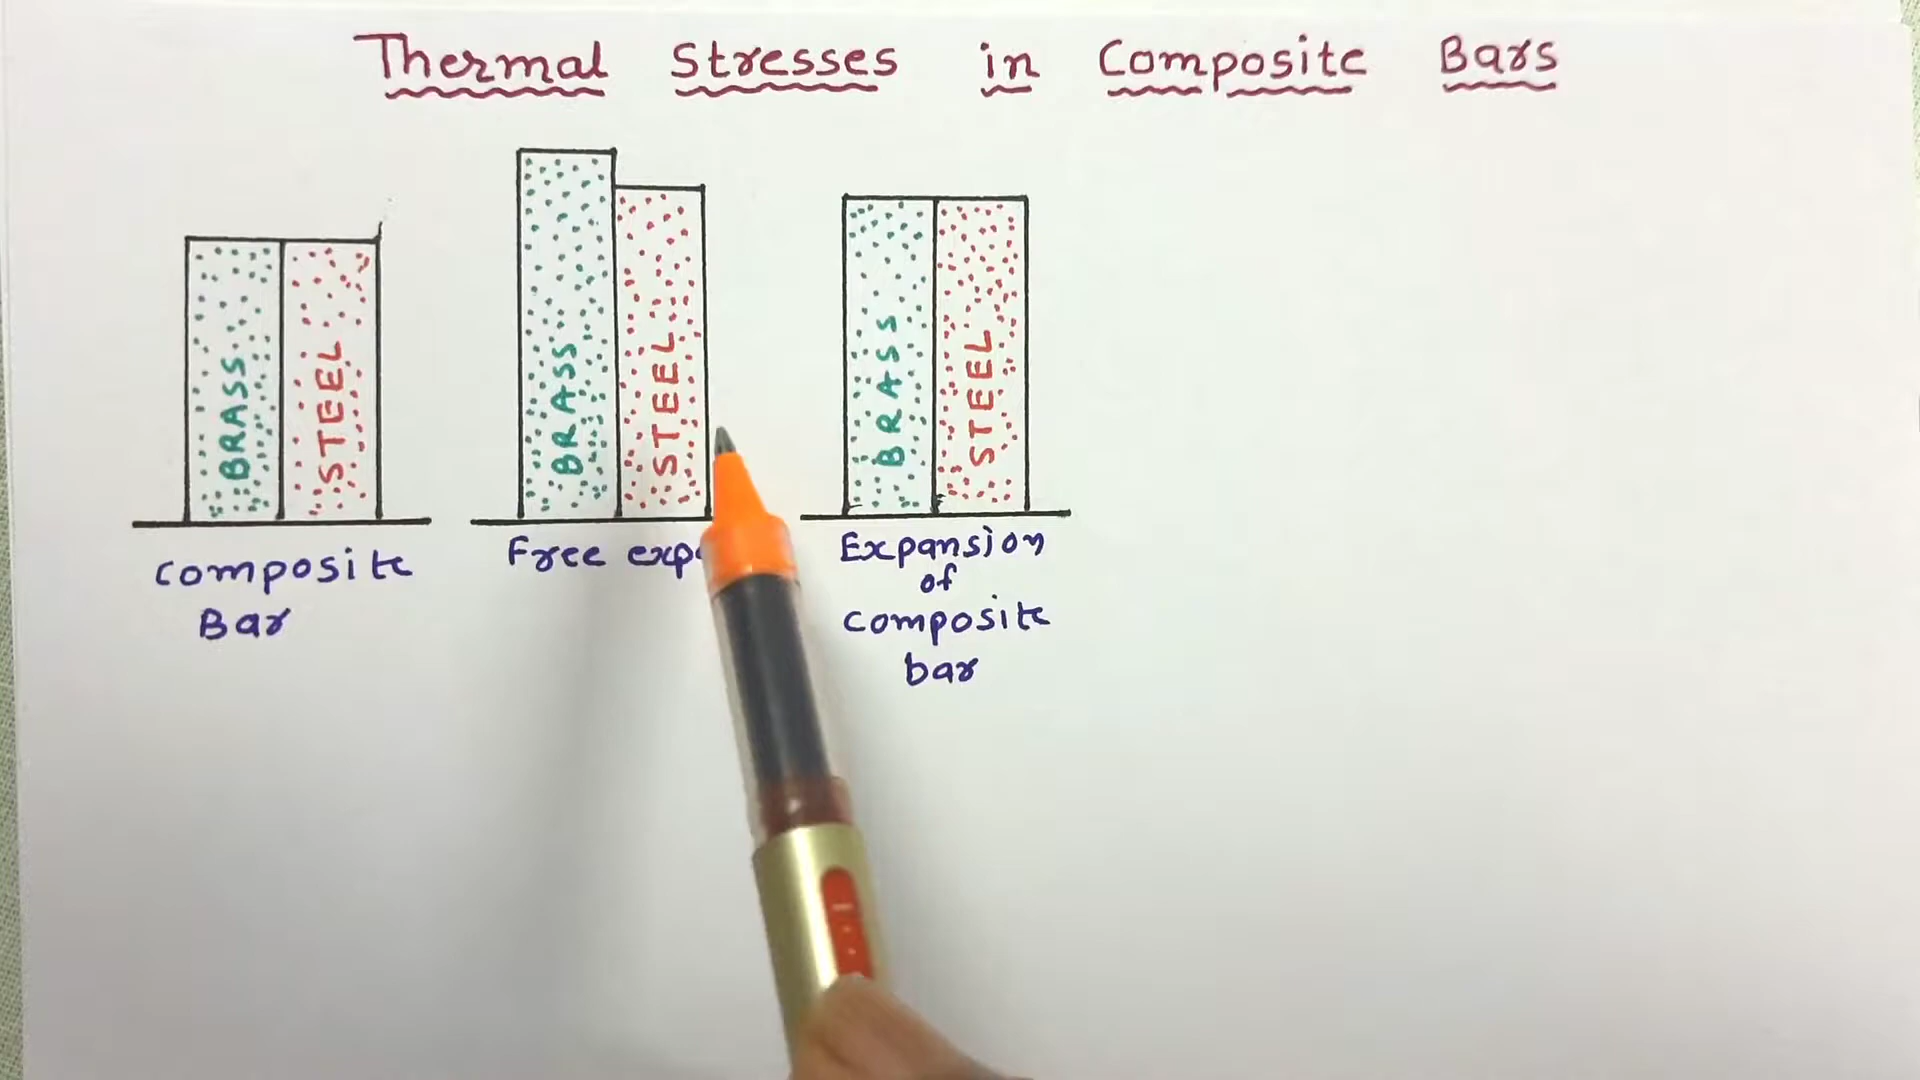 Thermal Stresses in Composite Bars
BRASS
STEEL
BRASS
STEEL
BRASS
STEEL
Composite
Bar
Free
Expansion
of
Composite
bar